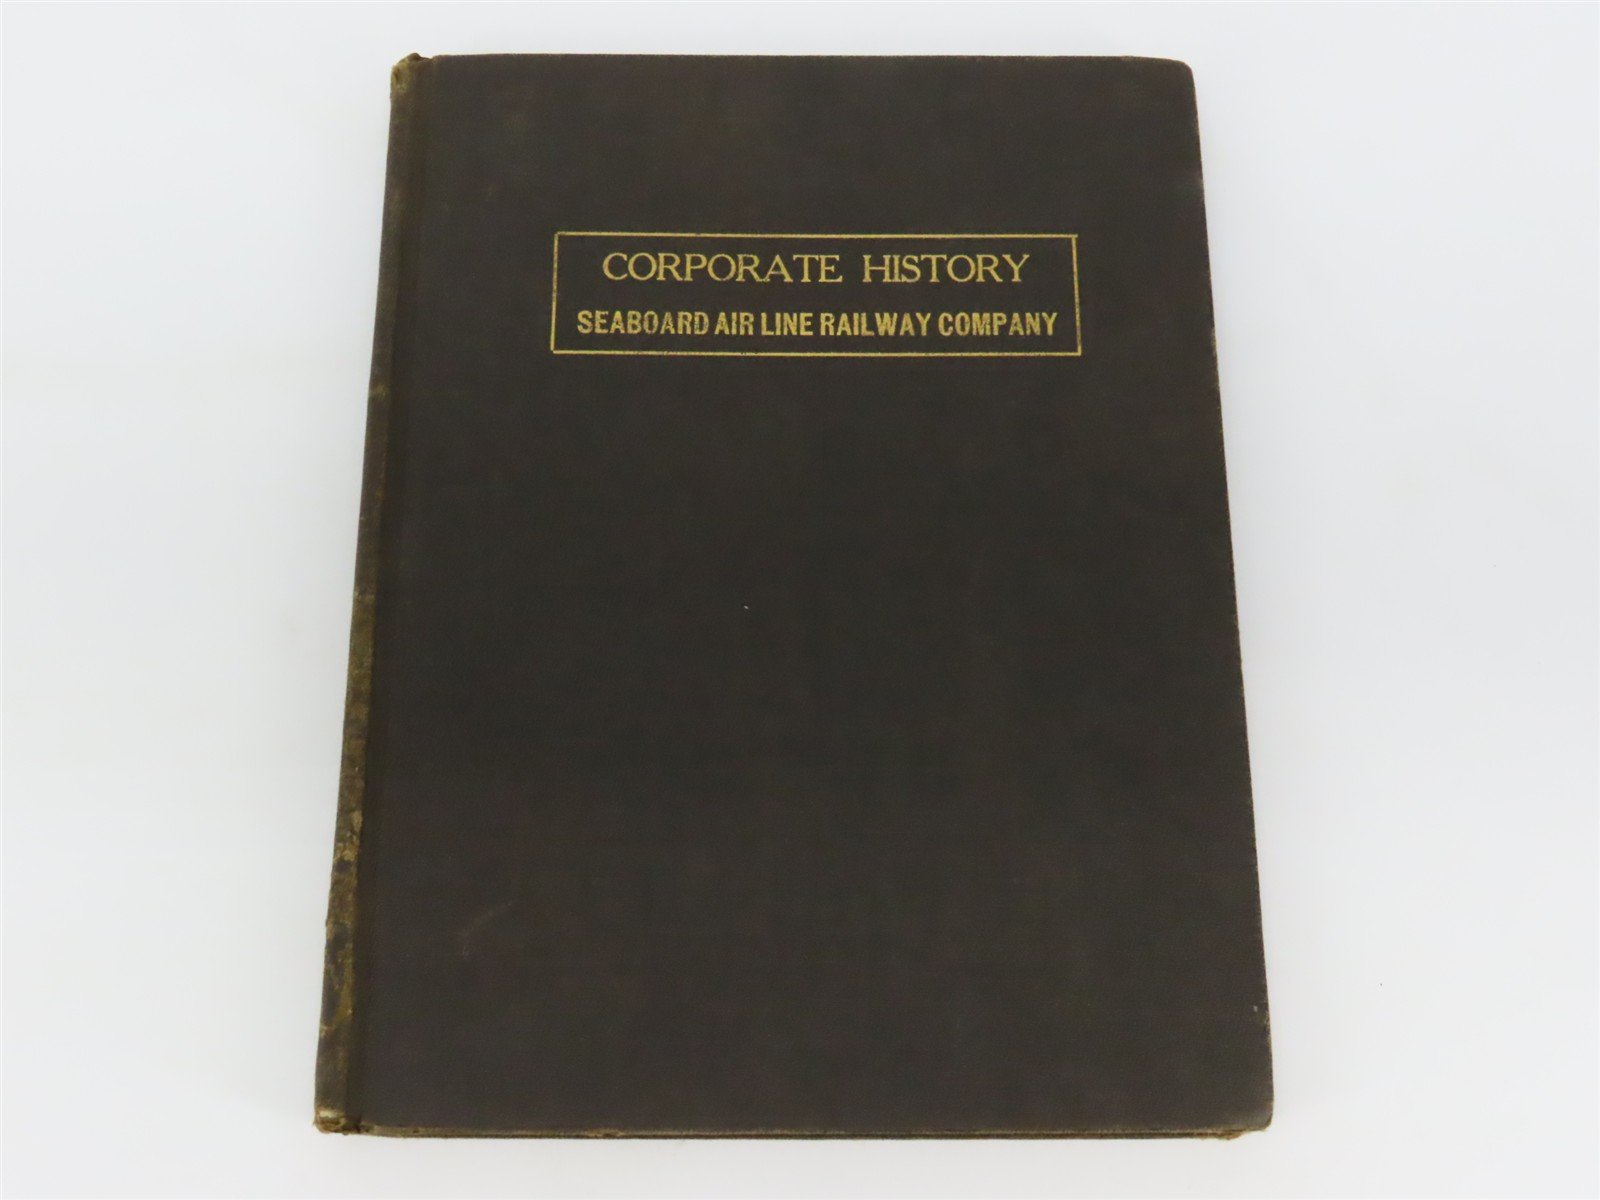 CORPORATE HISTORY
SEABOARD AIR LINE RAILWAY COMPANY